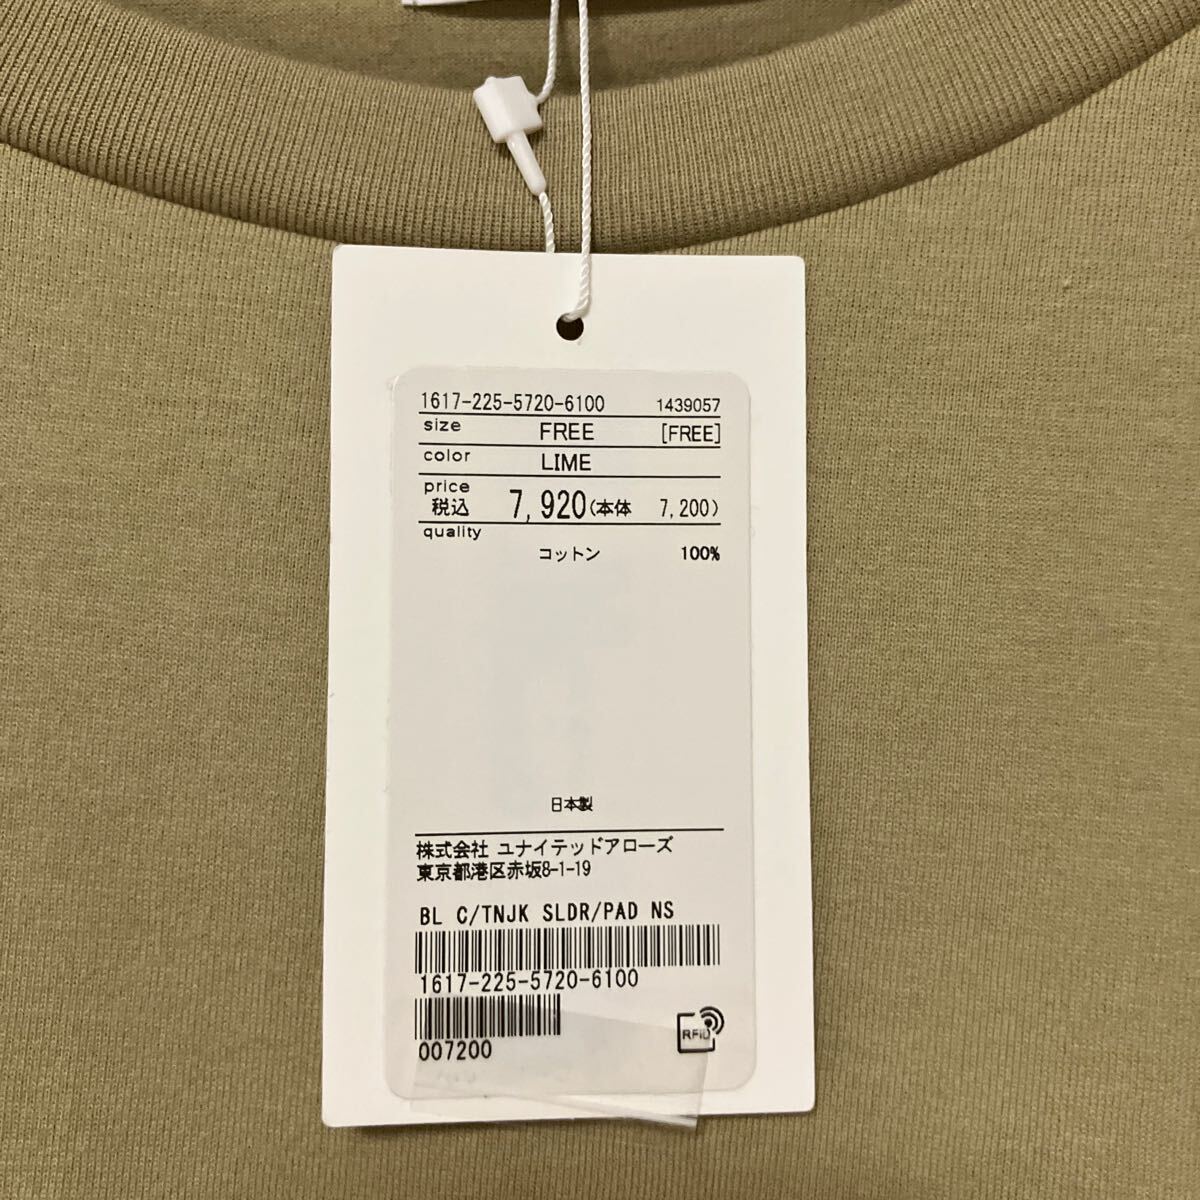 1617-225-5720-6100 1439057
size FREE [FREE]
color LIME
price
税込 7,920(本体 7,200)
quality
コットン 100%
日本製
株式会社 ユナイテッドアローズ
東京都港区赤坂8-1-19
BL C/TNJK SLDR/PAD NS
1617-225-5720-6100
007200
RFID